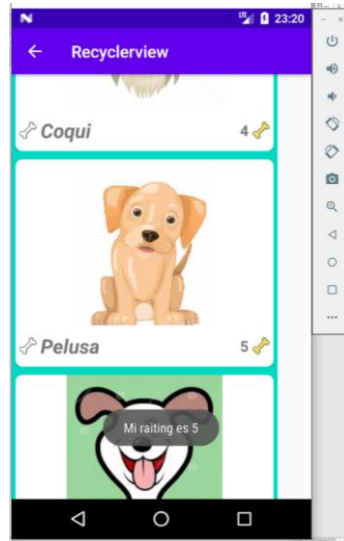 23:20
Recyclerview
Coqui 4
Pelusa 5
Mi raiting es 5